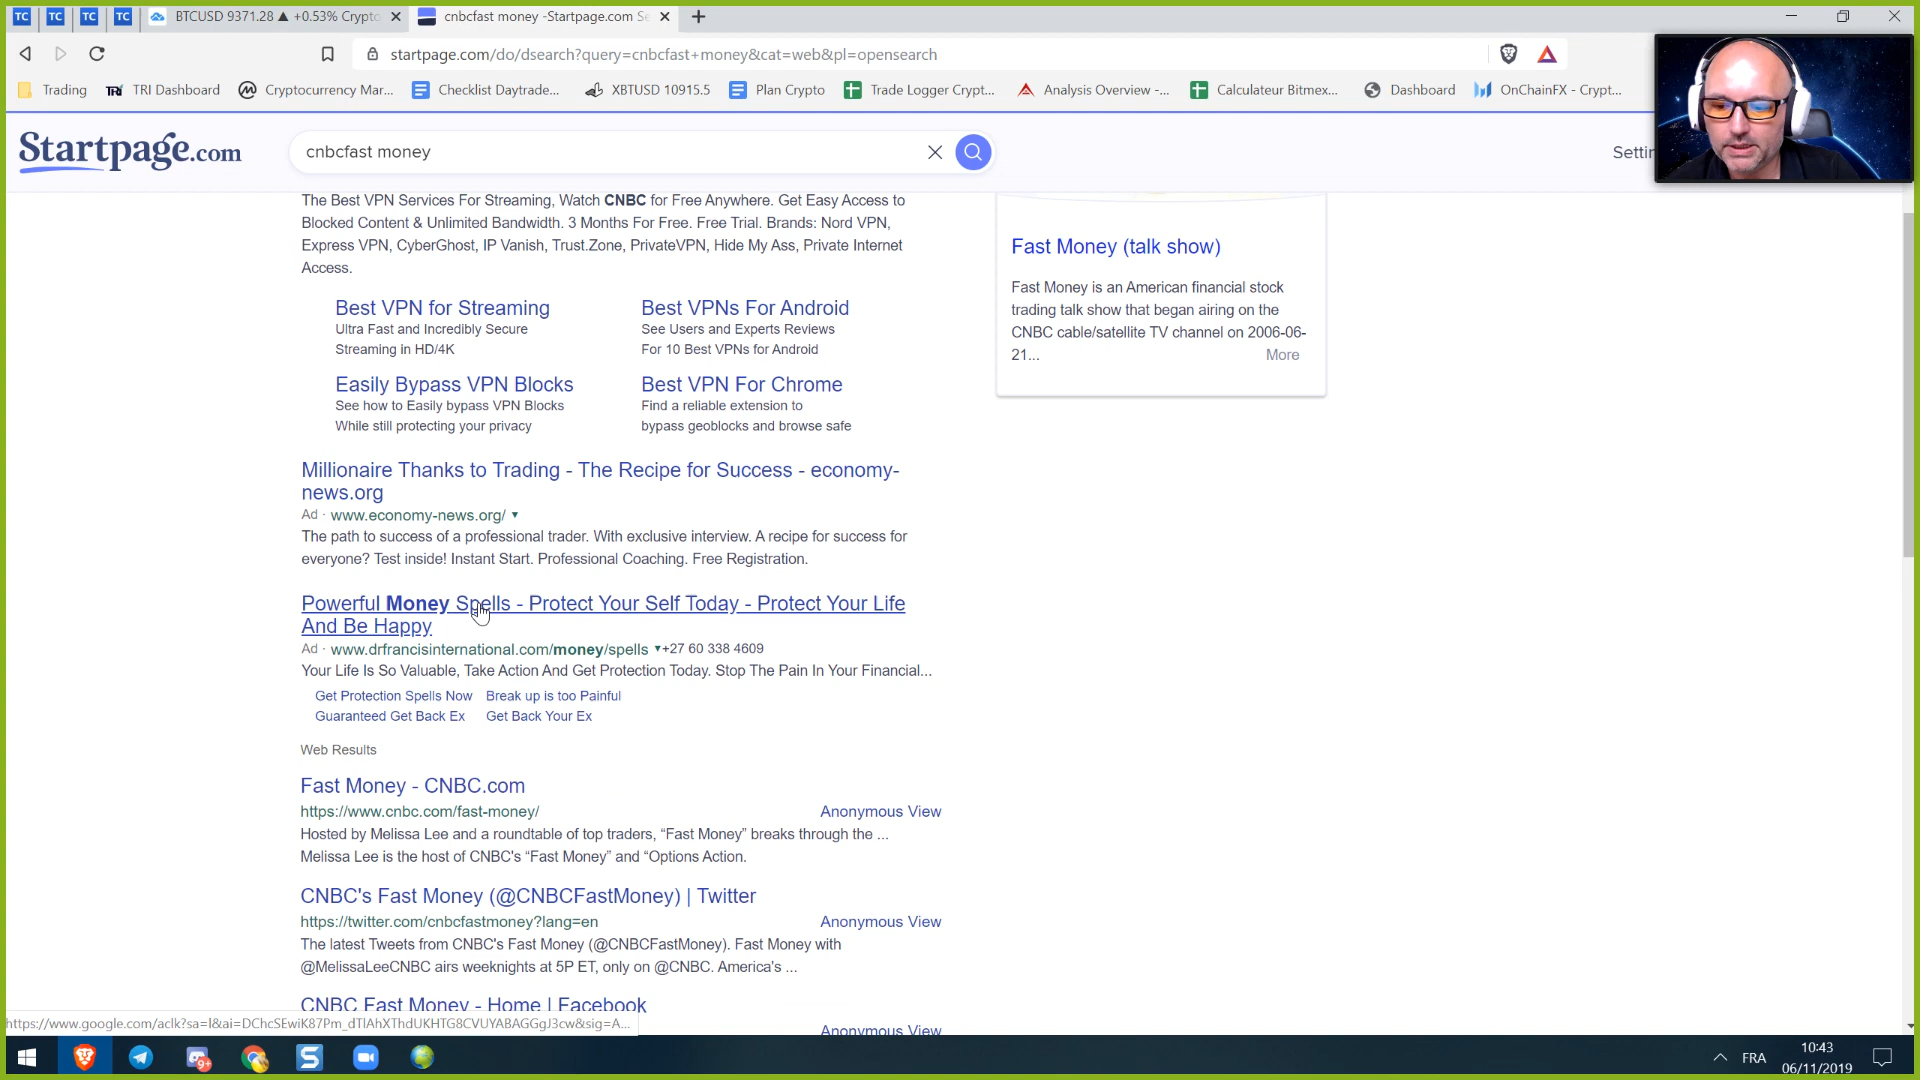 TC TC TC TC BTCUSD 9371.28 ▲ +0.53% Crypto cnbcfast money -Startpage.com Se
startpage.com/do/dsearch?query=cnbcfast+money&cat=web&pl=opensearch
Trading TRI TRI Dashboard Cryptocurrency Mar... Checklist Daytrade... XBTUSD 10915.5 Plan Crypto Trade Logger Crypt... Analysis Overview -... Calculateur Bitmex... Dashboard OnChainFX - Crypt...
Startpage.com cnbcfast money Settin
The Best VPN Services For Streaming, Watch CNBC for Free Anywhere. Get Easy Access to
Blocked Content & Unlimited Bandwidth. 3 Months For Free. Free Trial. Brands: Nord VPN,
Express VPN, CyberGhost, IP Vanish, Trust.Zone, PrivateVPN, Hide My Ass, Private Internet
Access.
Best VPN for Streaming
Ultra Fast and Incredibly Secure
Streaming in HD/4K
Best VPNs For Android
See Users and Experts Reviews
For 10 Best VPNs for Android
Easily Bypass VPN Blocks
See how to Easily bypass VPN Blocks
While still protecting your privacy
Best VPN For Chrome
Find a reliable extension to
bypass geoblocks and browse safe
Millionaire Thanks to Trading - The Recipe for Success - economy-
news.org
Ad · www.economy-news.org/ ▼
The path to success of a professional trader. With exclusive interview. A recipe for success for
everyone? Test inside! Instant Start. Professional Coaching. Free Registration.
Powerful Money Spells - Protect Your Self Today - Protect Your Life
And Be Happy
Ad · www.drfrancisinternational.com/money/spells ▼+27 60 338 4609
Your Life Is So Valuable, Take Action And Get Protection Today. Stop The Pain In Your Financial...
Get Protection Spells Now Break up is too Painful
Guaranteed Get Back Ex Get Back Your Ex
Web Results
Fast Money - CNBC.com
https://www.cnbc.com/fast-money/ Anonymous View
Hosted by Melissa Lee and a roundtable of top traders, “Fast Money” breaks through the ...
Melissa Lee is the host of CNBC's “Fast Money” and “Options Action.
CNBC's Fast Money (@CNBCFastMoney) | Twitter
https://twitter.com/cnbcfastmoney?lang=en Anonymous View
The latest Tweets from CNBC's Fast Money (@CNBCFastMoney). Fast Money with
@MelissaLeeCNBC airs weeknights at 5P ET, only on @CNBC. America's ...
CNBC Fast Money - Home | Facebook
Anonymous View
Fast Money (talk show)
Fast Money is an American financial stock
trading talk show that began airing on the
CNBC cable/satellite TV channel on 2006-06-
21... More
https://www.google.com/aclk?sa=l&ai=DChcSEwiK87Pm_dTlAhXThdUKHTG8CVUYABAGGgJ3cw&sig=A...
9+ S FRA 10:43
06/11/2019